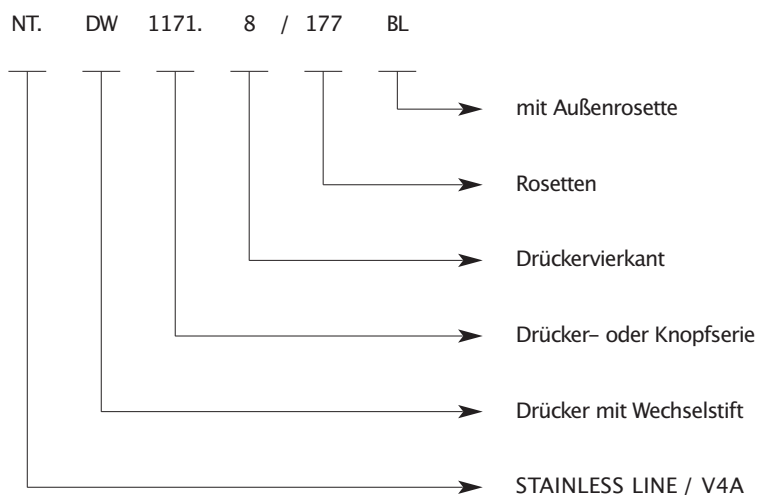 NT. DW 1171. 8 / 177 BL
mit Außenrosette
Rosetten
Drückervierkant
Drücker– oder Knopfserie
Drücker mit Wechselstift
STAINLESS LINE / V4A